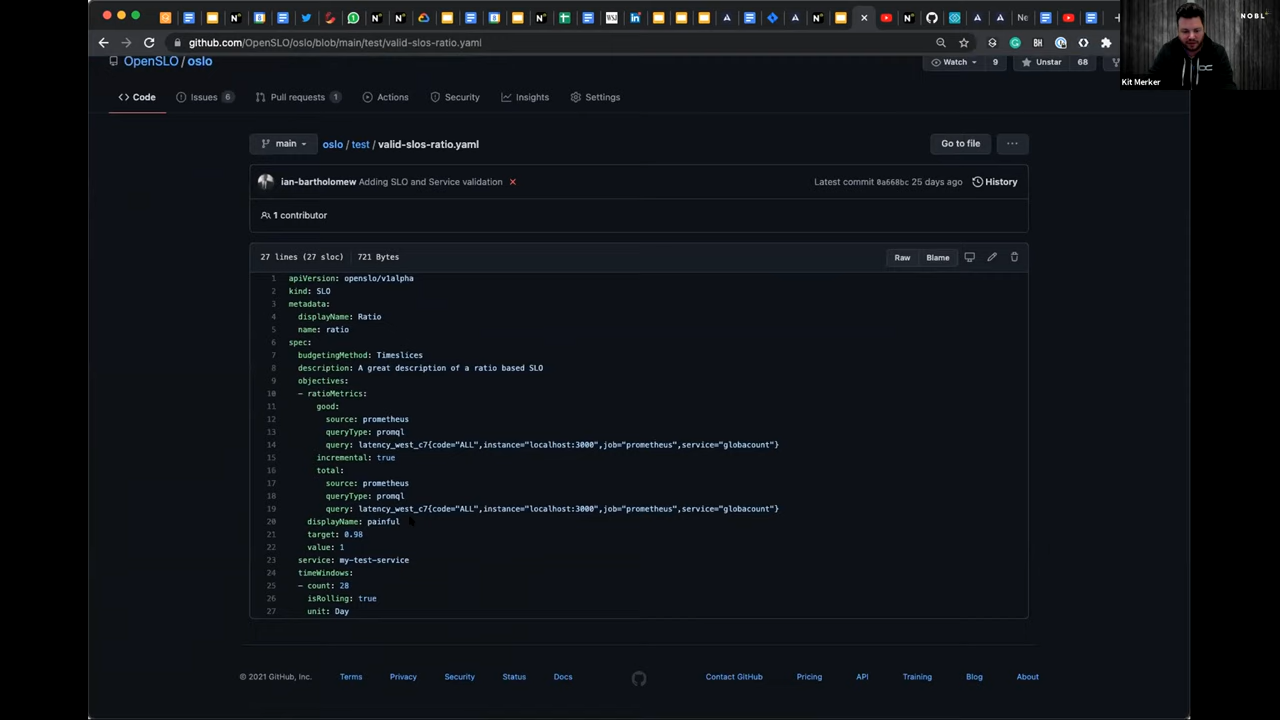 NOBL
Kit Merker
github.com/OpenSLO/oslo/blob/main/test/valid-slos-ratio.yaml
OpenSLO / oslo
Watch 9
Unstar 68
Code
Issues 6
Pull requests 1
Actions
Security
Insights
Settings
main
oslo / test / valid-slos-ratio.yaml
Go to file
ian-bartholomew Adding SLO and Service validation
Latest commit 0a668bc 25 days ago
History
1 contributor
27 lines (27 sloc) | 721 Bytes
Raw
Blame
1 apiVersion: openslo/v1alpha
2 kind: SLO
3 metadata:
4 displayName: Ratio
5 name: ratio
6 spec:
7 budgetingMethod: Timeslices
8 description: A great description of a ratio based SLO
9 objectives:
10 - ratioMetrics:
11 good:
12 source: prometheus
13 queryType: promql
14 query: latency_west_c7{code="ALL",instance="localhost:3000",job="prometheus",service="globacount"}
15 incremental: true
16 total:
17 source: prometheus
18 queryType: promql
19 query: latency_west_c7{code="ALL",instance="localhost:3000",job="prometheus",service="globacount"}
20 displayName: painful
21 target: 0.98
22 value: 1
23 service: my-test-service
24 timeWindows:
25 - count: 28
26 isRolling: true
27 unit: Day
© 2021 GitHub, Inc.
Terms
Privacy
Security
Status
Docs
Contact GitHub
Pricing
API
Training
Blog
About